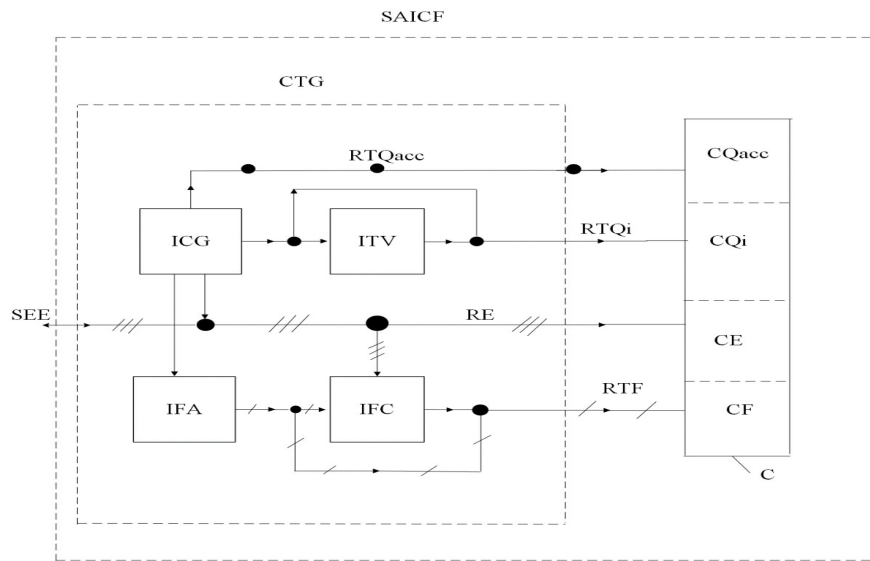 SAICF
CTG
RTQacc
CQacc
ICG
ITV
RTQi
CQi
SEE
RE
CE
IFA
IFC
RTF
CF
C